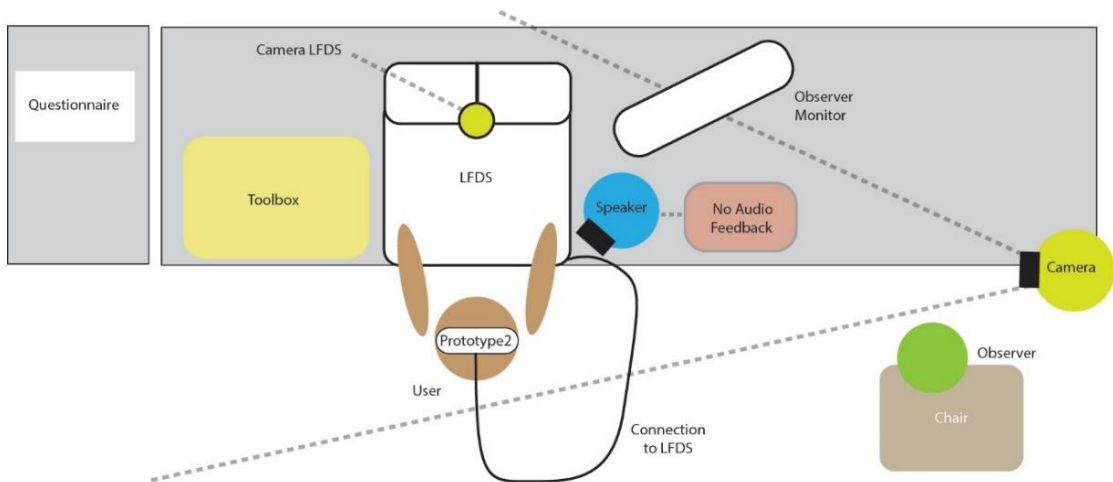 Questionnaire
Camera LFDS
Observer
Monitor
Toolbox
LFDS
Speaker
No Audio
Feedback
Camera
Prototype2
User
Observer
Chair
Connection
to LFDS